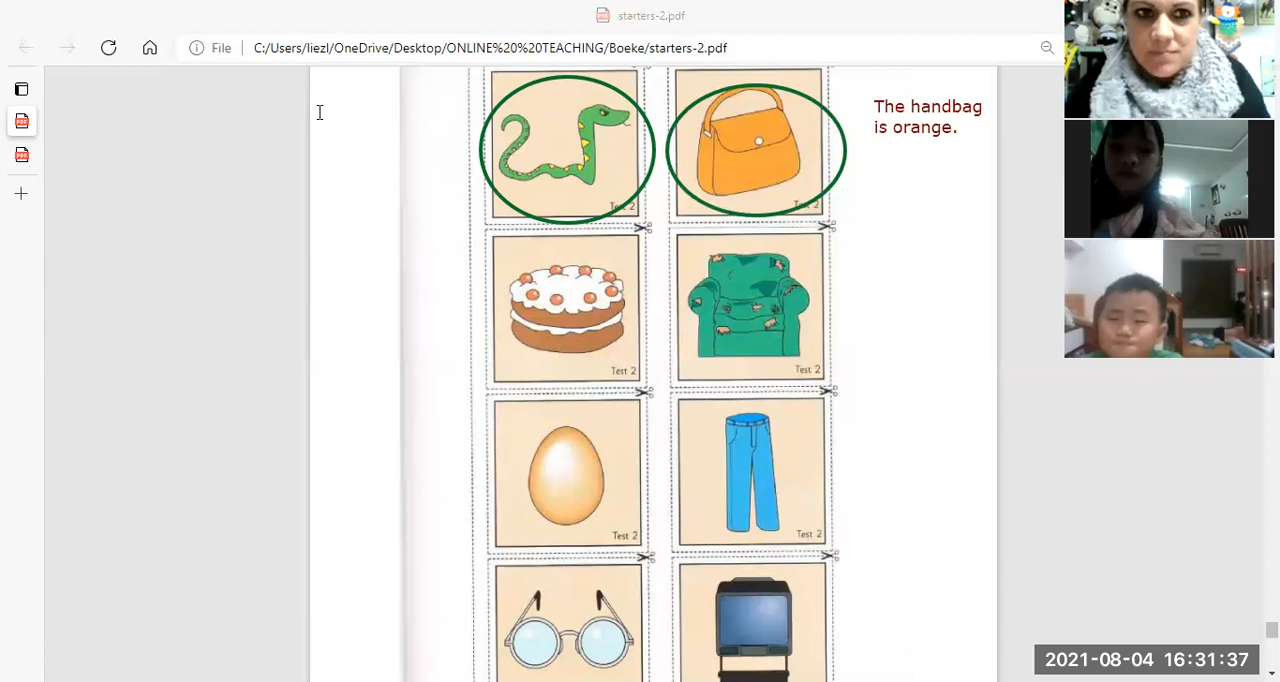 starters-2.pdf
File
C:/Users/liezl/OneDrive/Desktop/ONLINE%20%20TEACHING/Boeke/starters-2.pdf
The handbag
is orange.
Test 2
Test 2
Test 2
Test 2
Test 2
Test 2
2021-08-04 16:31:37